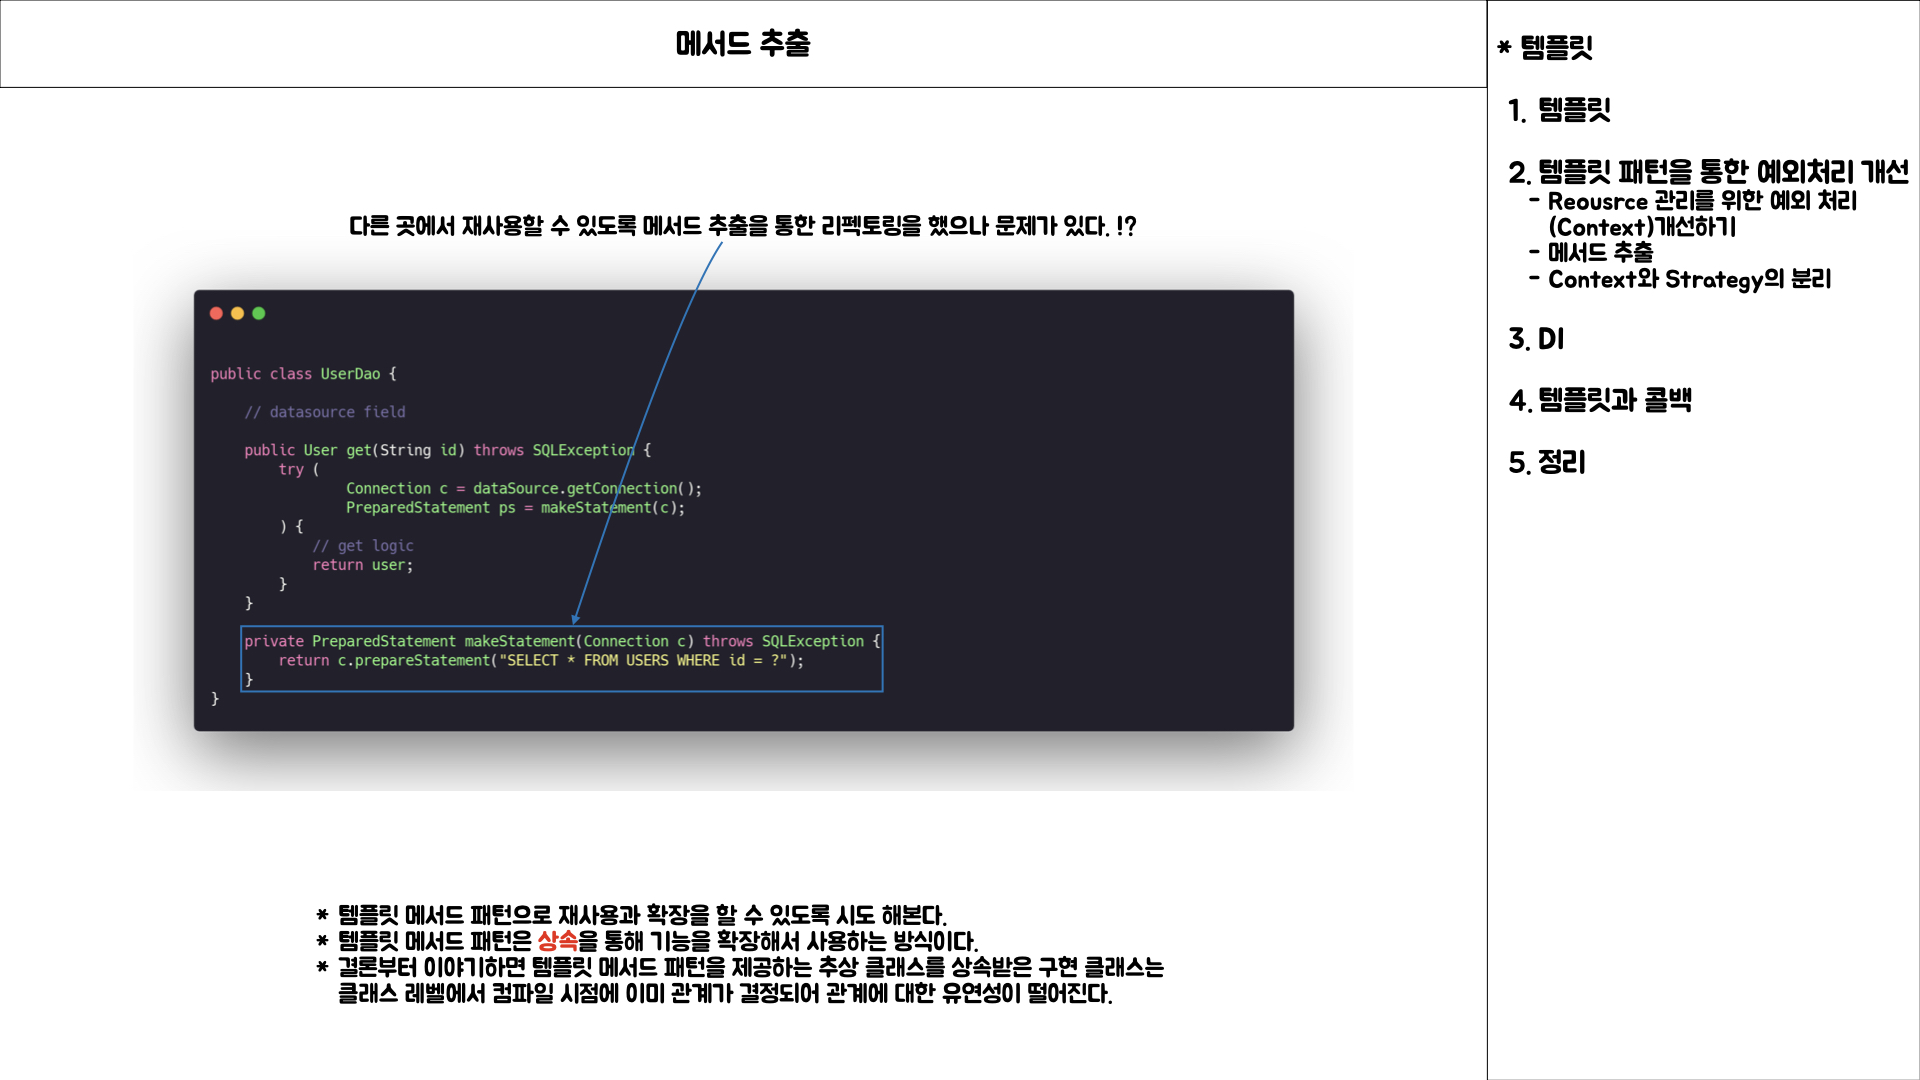 메서드 추출
다른 곳에서 재사용할 수 있도록 메서드 추출을 통한 리펙토링을 했으나 문제가 있다. !?
public class UserDao {
// datasource field
public User get(String id) throws SQLException {
try (
Connection c = dataSource.getConnection();
PreparedStatement ps = makeStatement(c);
) {
// get logic
return user;
}
}
private PreparedStatement makeStatement(Connection c) throws SQLException {
return c.prepareStatement("SELECT * FROM USERS WHERE id = ?");
}
}
* 템플릿 메서드 패턴으로 재사용과 확장을 할 수 있도록 시도 해본다.
* 템플릿 메서드 패턴은 상속을 통해 기능을 확장해서 사용하는 방식이다.
* 결론부터 이야기하면 템플릿 메서드 패턴을 제공하는 추상 클래스를 상속받은 구현 클래스는
클래스 레벨에서 컴파일 시점에 이미 관계가 결정되어 관계에 대한 유연성이 떨어진다.
* 템플릿
1. 템플릿
2. 템플릿 패턴을 통한 예외처리 개선
- Reousrce 관리를 위한 예외 처리
(Context)개선하기
- 메서드 추출
- Context와 Strategy의 분리
3. DI
4. 템플릿과 콜백
5. 정리